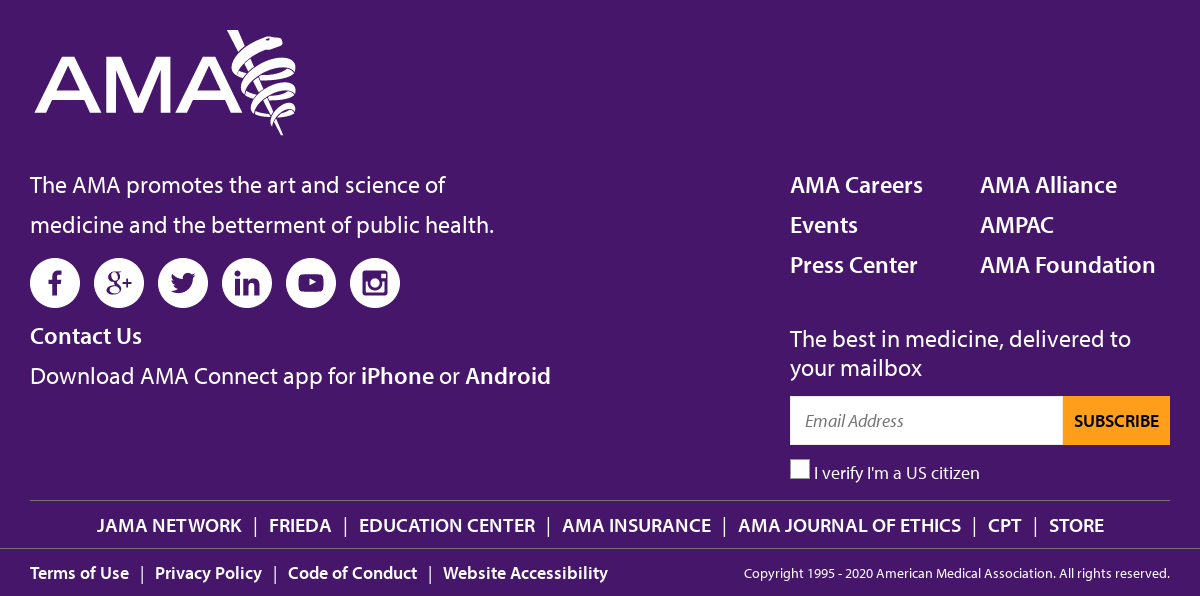 AMA
The AMA promotes the art and science of
medicine and the betterment of public health.
Contact Us
Download AMA Connect app for iPhone or Android
AMA Careers
Events
Press Center
AMA Alliance
AMPAC
AMA Foundation
The best in medicine, delivered to
your mailbox
Email Address
SUBSCRIBE
I verify I'm a US citizen
JAMA NETWORK | FRIEDA | EDUCATION CENTER | AMA INSURANCE | AMA JOURNAL OF ETHICS | CPT | STORE
Terms of Use | Privacy Policy | Code of Conduct | Website Accessibility
Copyright 1995 - 2020 American Medical Association. All rights reserved.